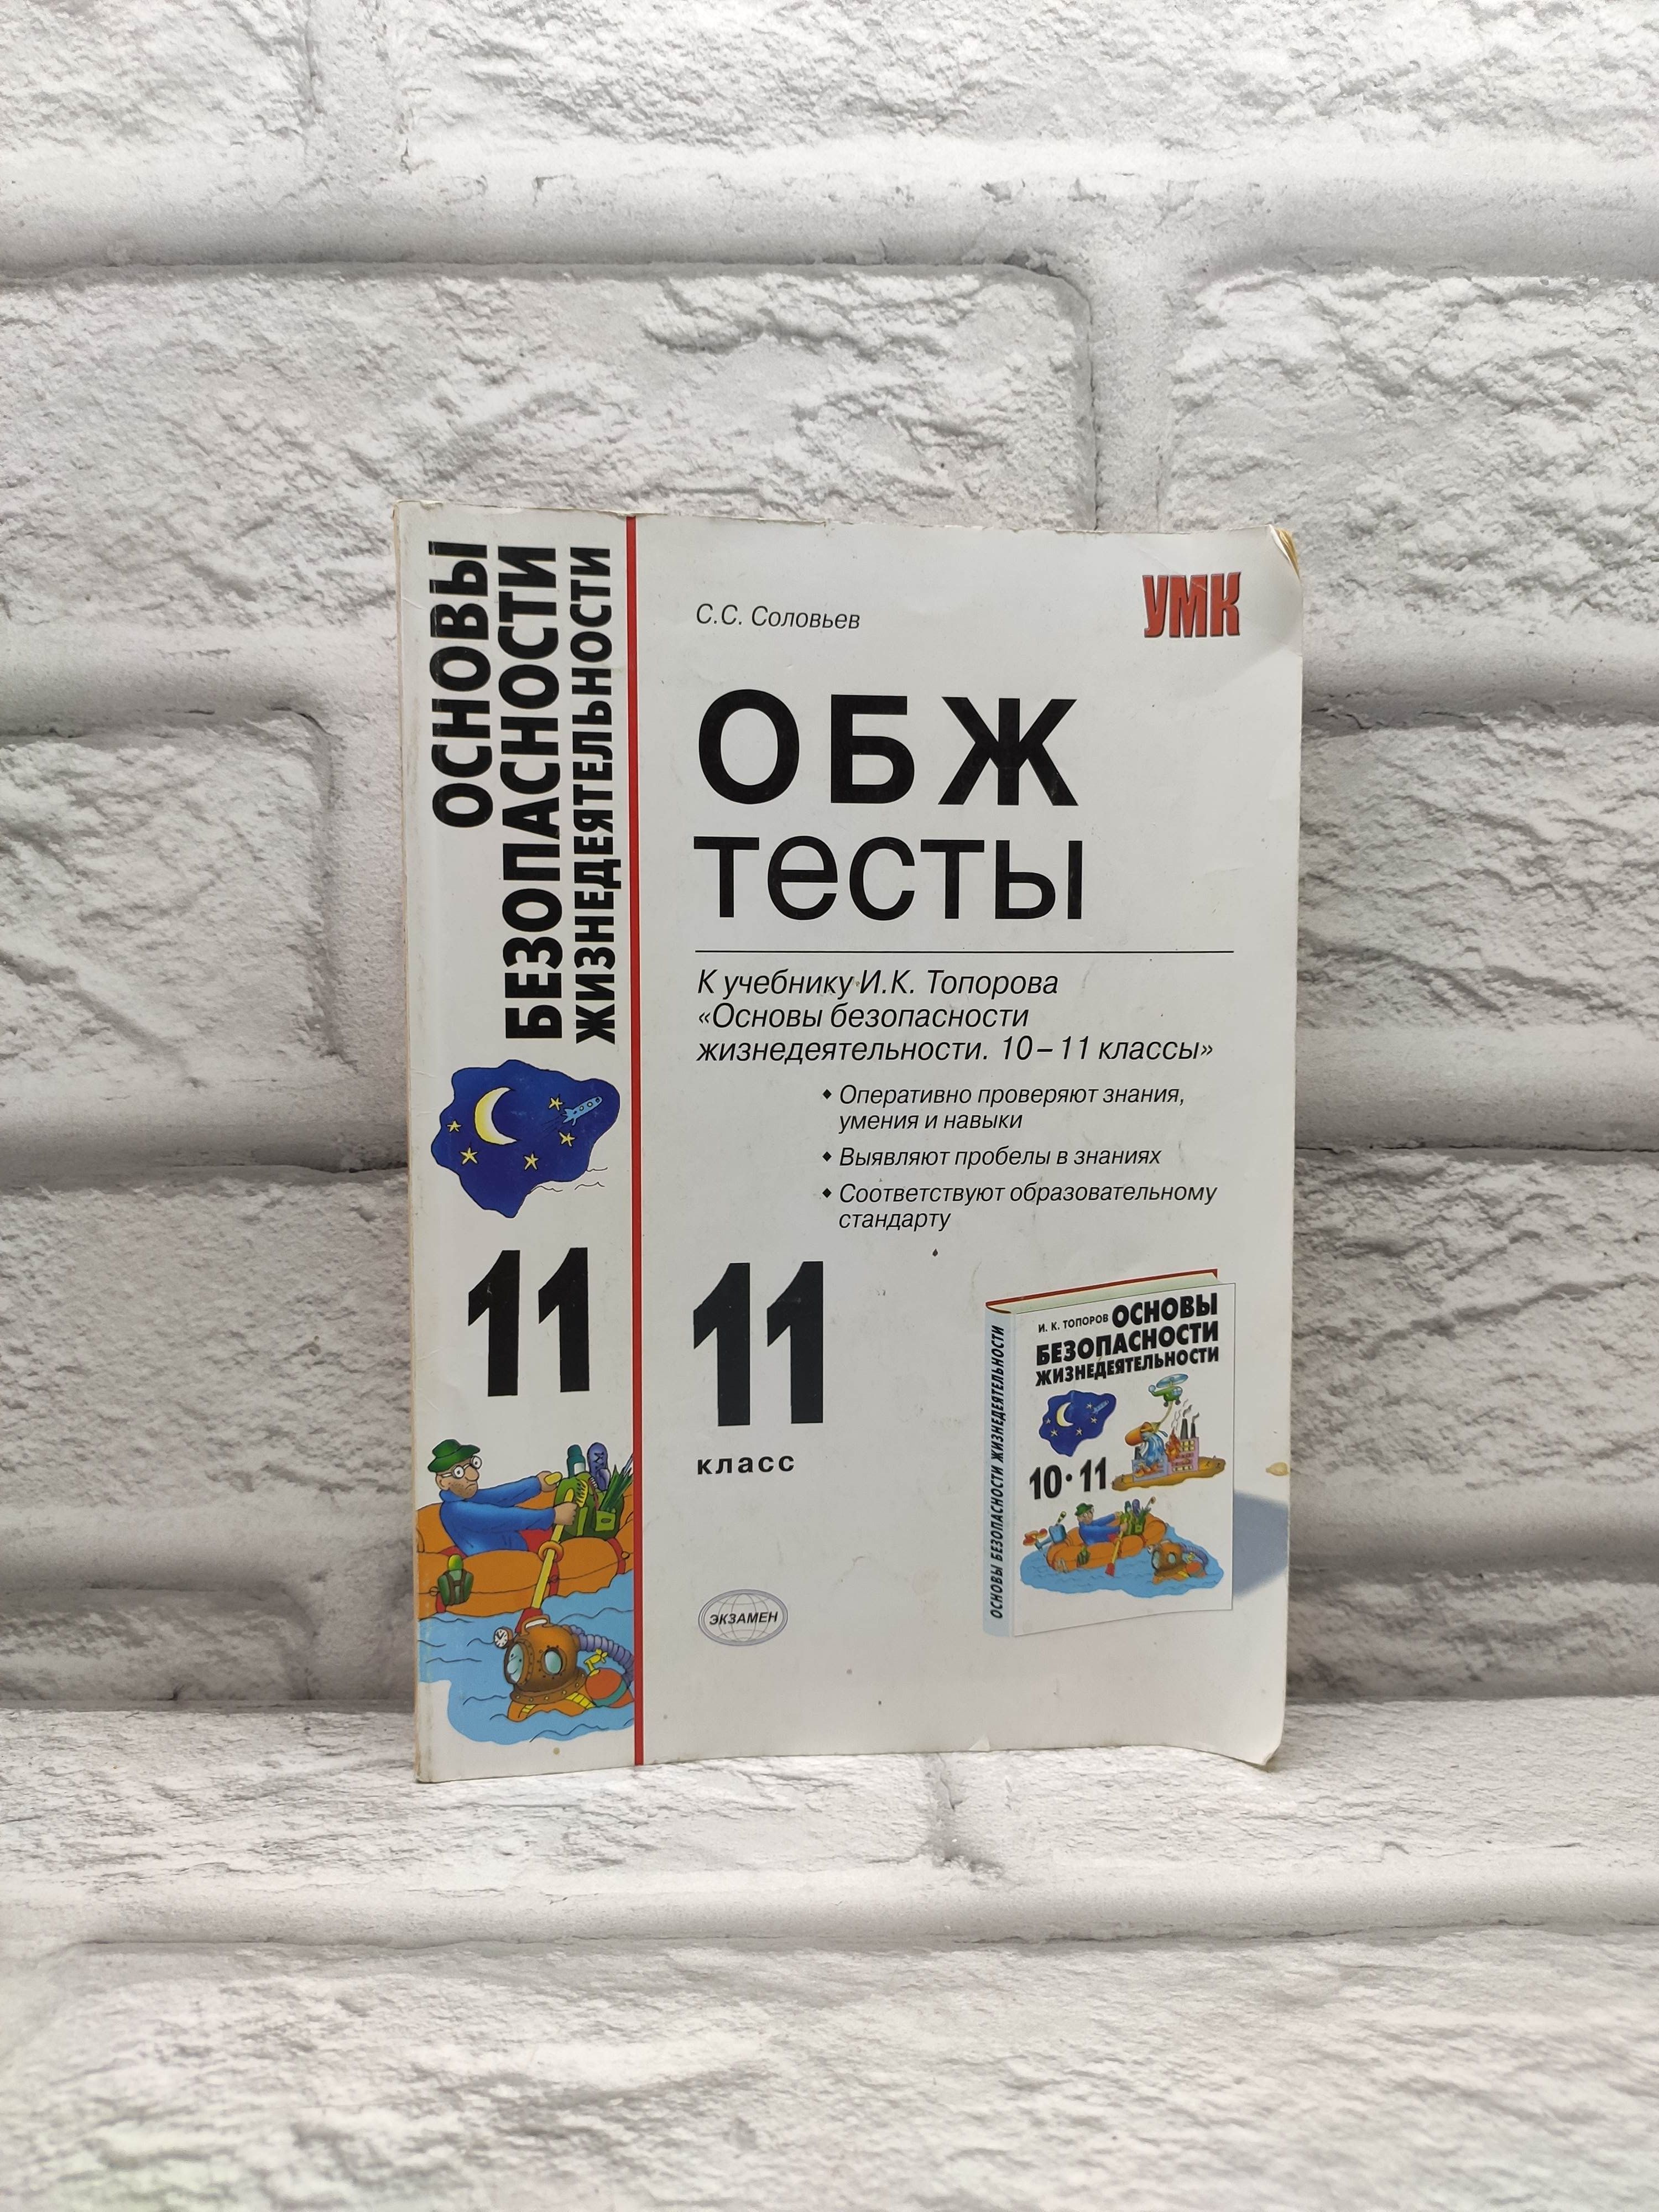 ОСНОВЫ
БЕЗОПАСНОСТИ
ЖИЗНЕДЕЯТЕЛЬНОСТИ
11
С.С. Соловьев
УМК
ОБЖ
тесты
К учебнику И.К. Топорова
«Основы безопасности
жизнедеятельности. 10–11 классы»
Оперативно проверяют знания,
умения и навыки
Выявляют пробелы в знаниях
Соответствуют образовательному
стандарту
11
класс
ЭКЗАМЕН
ОСНОВЫ БЕЗОПАСНОСТИ ЖИЗНЕДЕЯТЕЛЬНОСТИ
И. К. ТОПОРОВ ОСНОВЫ
БЕЗОПАСНОСТИ
ЖИЗНЕДЕЯТЕЛЬНОСТИ
10·11